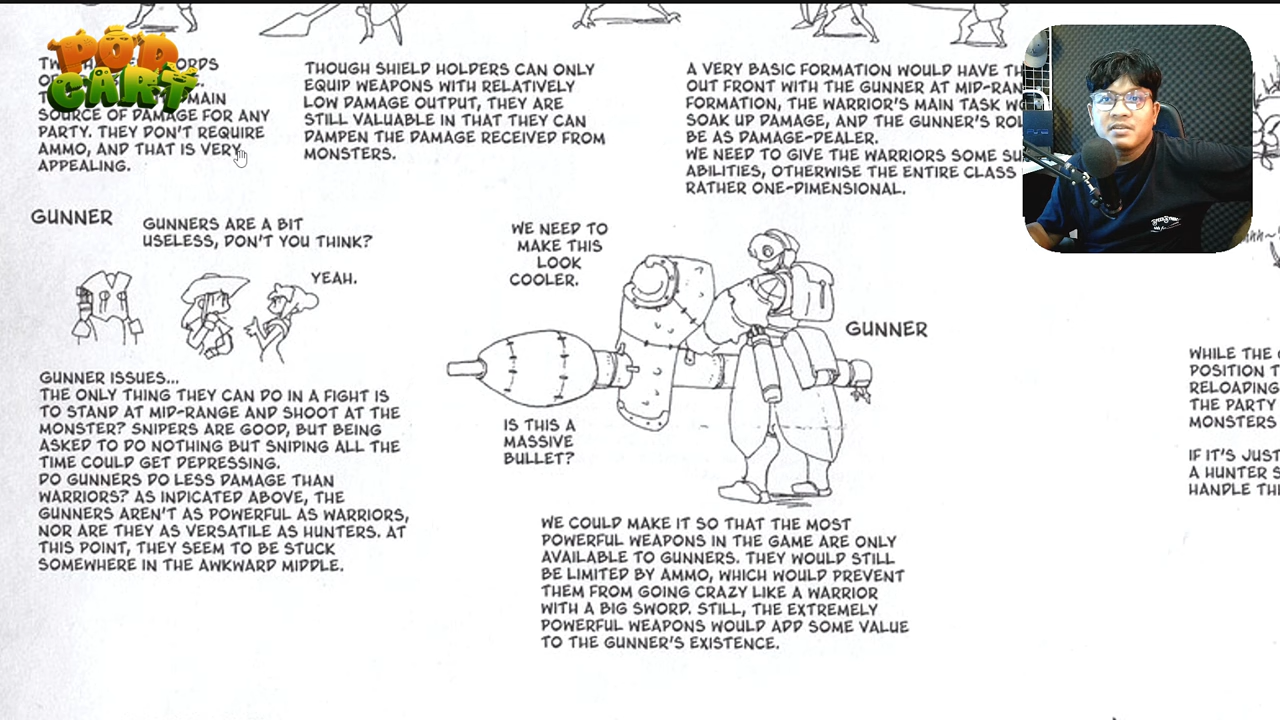 POD
CARY
TW
RDS
MAIN
SOURCE OF DAMAGE FOR ANY
PARTY. THEY DON'T REQUIRE
AMMO, AND THAT IS VERY
APPEALING.
THOUGH SHIELD HOLDERS CAN ONLY
EQUIP WEAPONS WITH RELATIVELY
LOW DAMAGE OUTPUT, THEY ARE
STILL VALUABLE IN THAT THEY CAN
DAMPEN THE DAMAGE RECEIVED FROM
MONSTERS.
A VERY BASIC FORMATION WOULD HAVE TH
OUT FRONT WITH THE GUNNER AT MID-RAN
FORMATION, THE WARRIOR'S MAIN TASK WO
SOAK UP DAMAGE, AND THE GUNNER'S ROL
BE AS DAMAGE-DEALER.
WE NEED TO GIVE THE WARRIORS SOME SU
ABILITIES, OTHERWISE THE ENTIRE CLASS
RATHER ONE-DIMENSIONAL.
GUNNER
GUNNERS ARE A BIT
USELESS, DON'T YOU THINK?
YEAH.
WE NEED TO
MAKE THIS
LOOK
COOLER.
GUNNER
GUNNER ISSUES...
THE ONLY THING THEY CAN DO IN A FIGHT IS
TO STAND AT MID-RANGE AND SHOOT AT THE
MONSTER? SNIPERS ARE GOOD, BUT BEING
ASKED TO DO NOTHING BUT SNIPING ALL THE
TIME COULD GET DEPRESSING.
DO GUNNERS DO LESS DAMAGE THAN
WARRIORS? AS INDICATED ABOVE, THE
GUNNERS AREN'T AS POWERFUL AS WARRIORS,
NOR ARE THEY AS VERSATILE AS HUNTERS. AT
THIS POINT, THEY SEEM TO BE STUCK
SOMEWHERE IN THE AWKWARD MIDDLE.
IS THIS A
MASSIVE
BULLET?
WE COULD MAKE IT SO THAT THE MOST
POWERFUL WEAPONS IN THE GAME ARE ONLY
AVAILABLE TO GUNNERS. THEY WOULD STILL
BE LIMITED BY AMMO, WHICH WOULD PREVENT
THEM FROM GOING CRAZY LIKE A WARRIOR
WITH A BIG SWORD. STILL, THE EXTREMELY
POWERFUL WEAPONS WOULD ADD SOME VALUE
TO THE GUNNER'S EXISTENCE.
WHILE THE
POSITION T
RELOADING
THE PARTY
MONSTERS
IF IT'S JUST
A HUNTER S
HANDLE THI